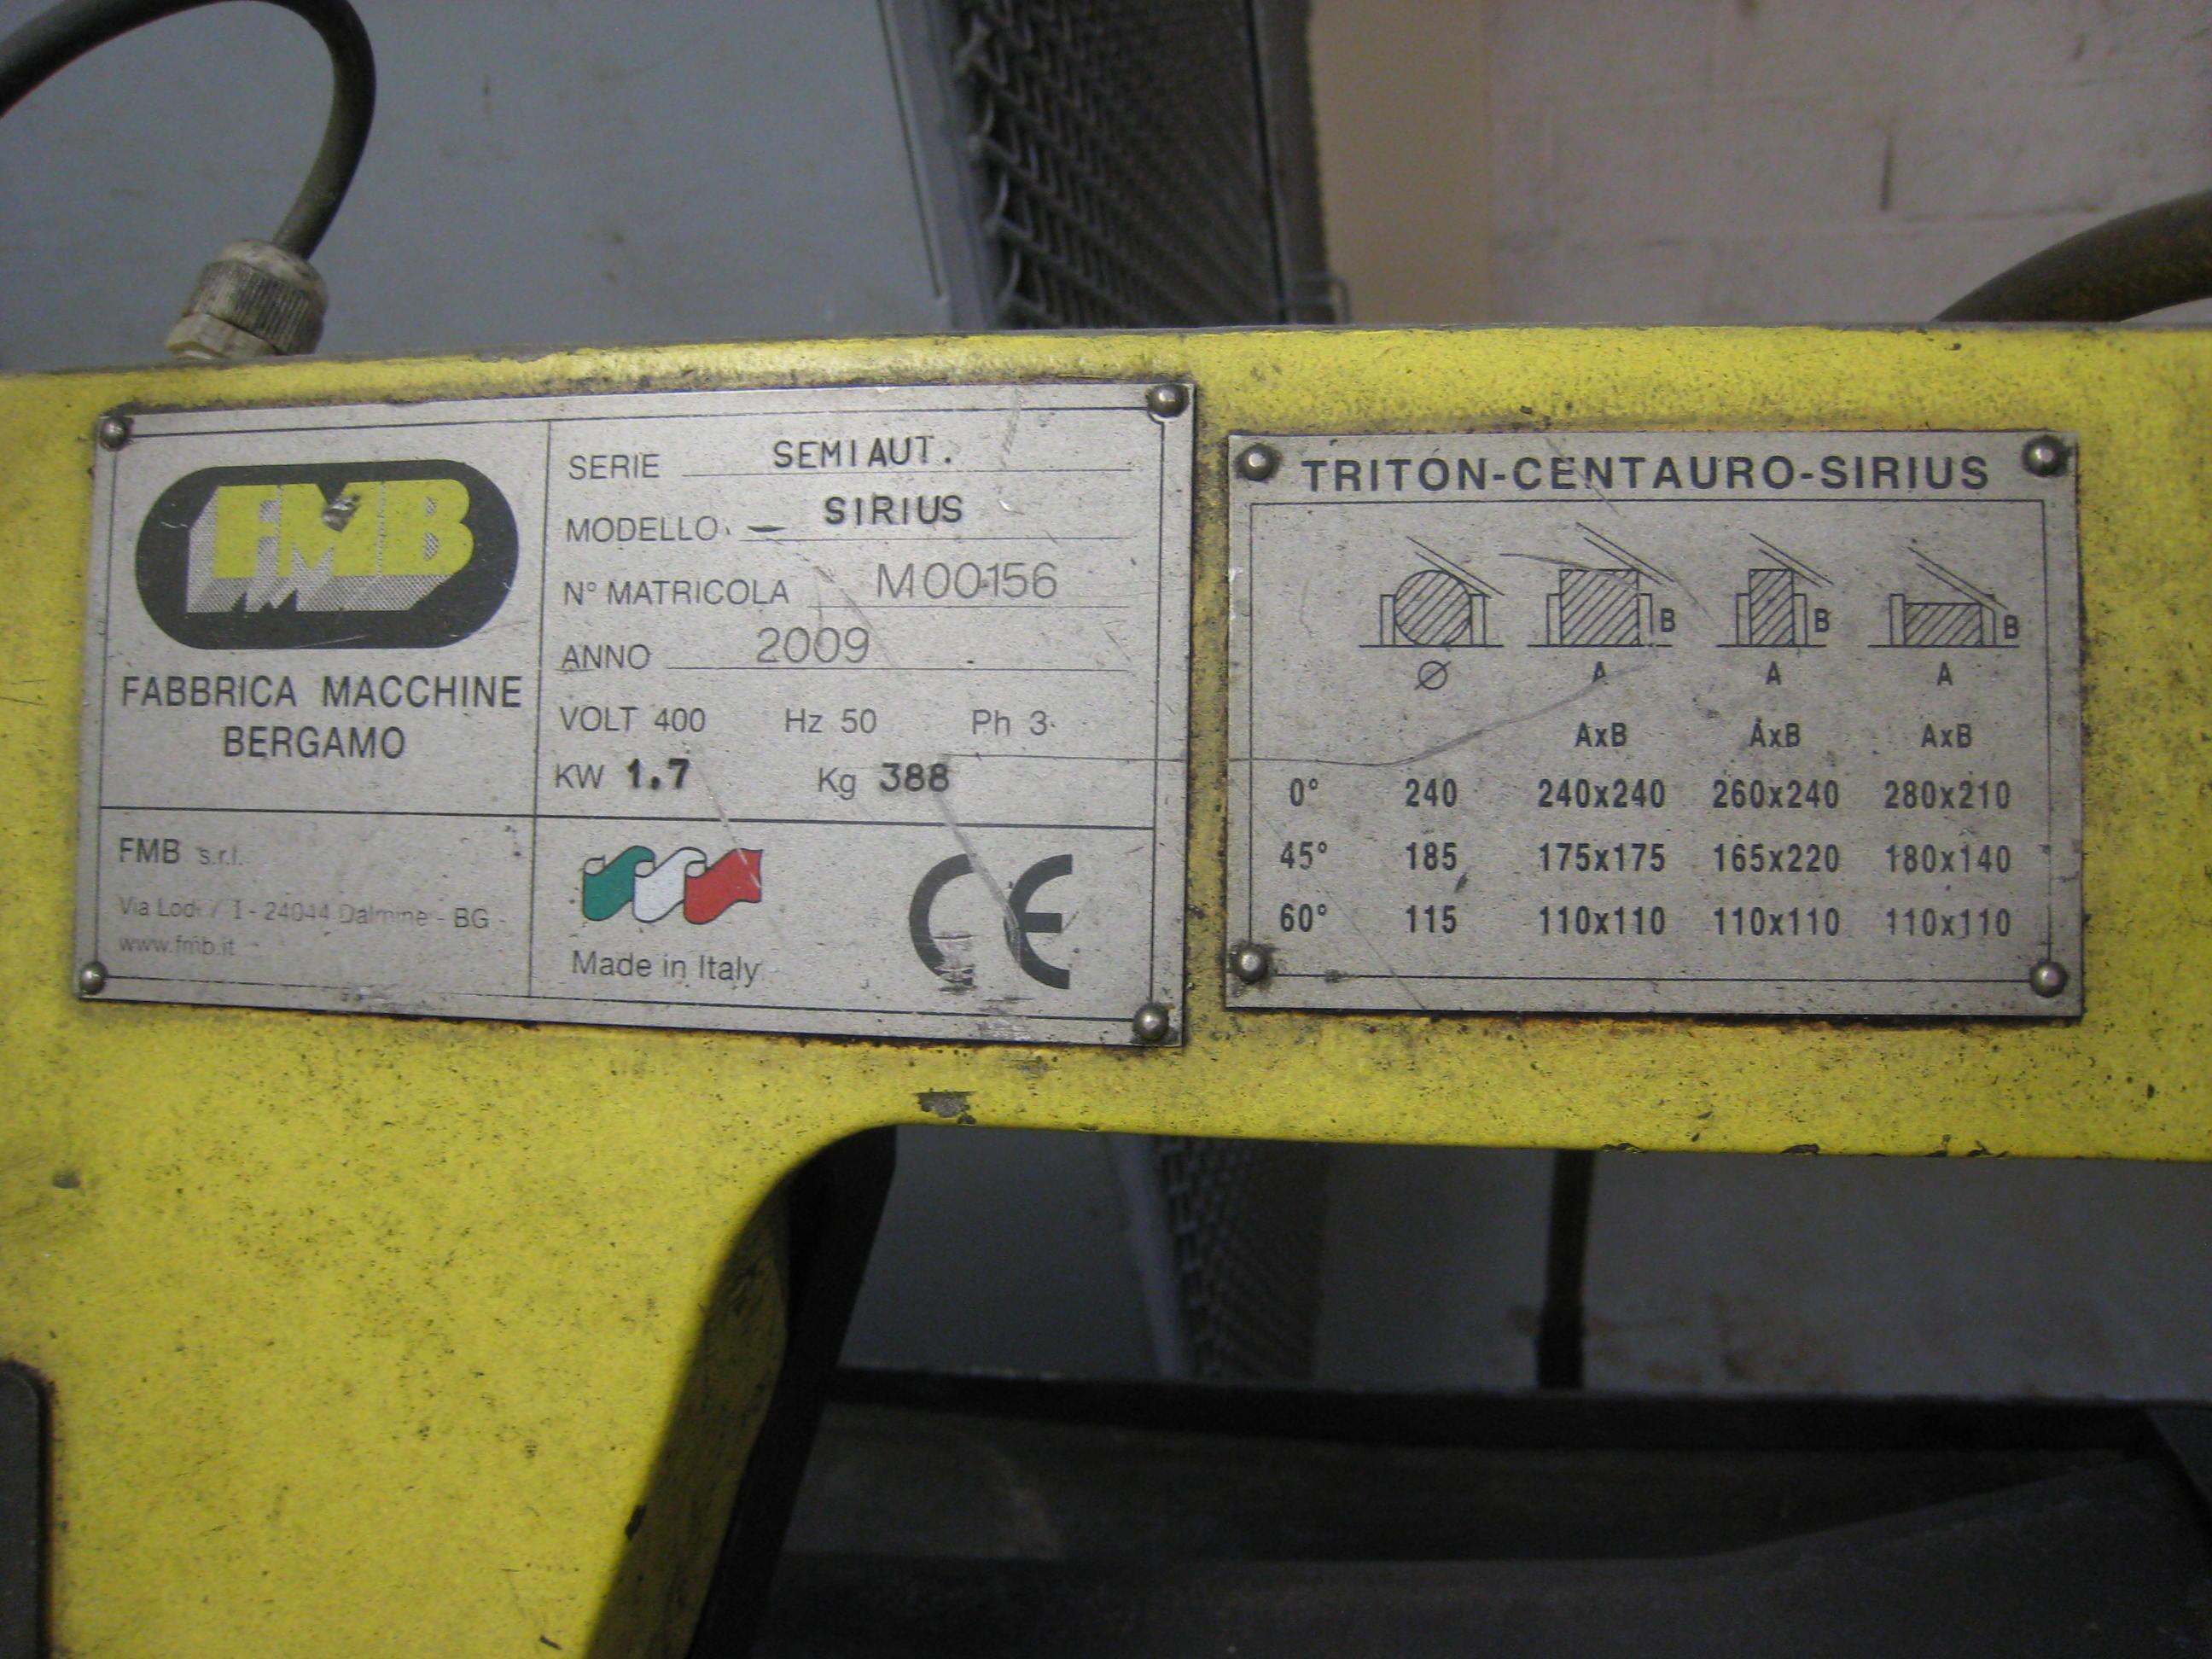 FMB
FABBRICA MACCHINE
BERGAMO
SERIE SEMIAUT.
MODELLO SIRIUS
N° MATRICOLA M00156
ANNO 2009
VOLT 400 Hz 50 Ph 3
KW 1.7 Kg 388
FMB s.r.l.
Via Lodi 7 I - 24044 Dalmine - BG -
www.fmb.it
Made in Italy
CE
TRITON-CENTAURO-SIRIUS
B B B
Ø A A A
AxB AxB AxB
0° 240 240x240 260x240 280x210
45° 185 175x175 165x220 180x140
60° 115 110x110 110x110 110x110